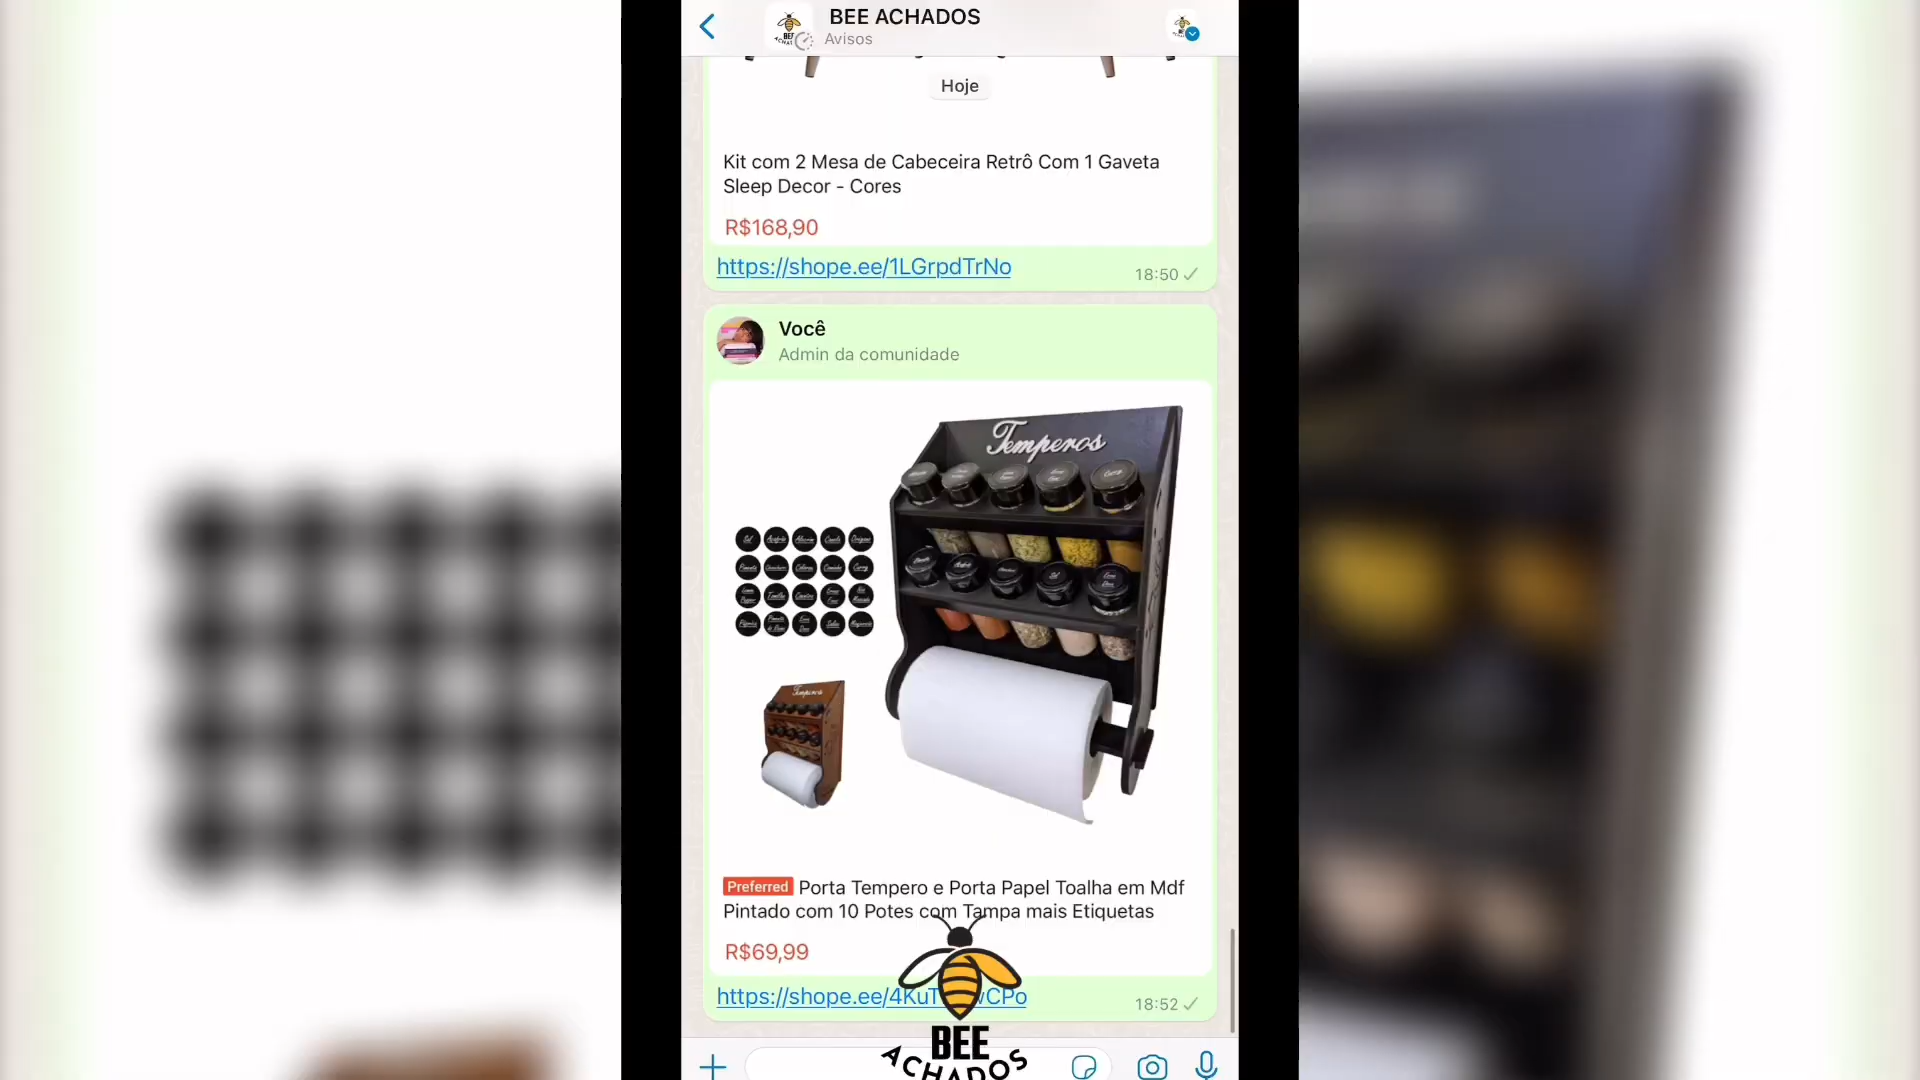 BEE ACHADOS
Avisos
Hoje
Kit com 2 Mesa de Cabeceira Retrô Com 1 Gaveta
Sleep Decor - Cores
R$168,90
https://shope.ee/1LGrpdTrNo
18:50
Você
Admin da comunidade
Temperos
Temperos
Preferred Porta Tempero e Porta Papel Toalha em Mdf
Pintado com 10 Potes com Tampa mais Etiquetas
R$69,99
18:52
BEE
ACHADOS